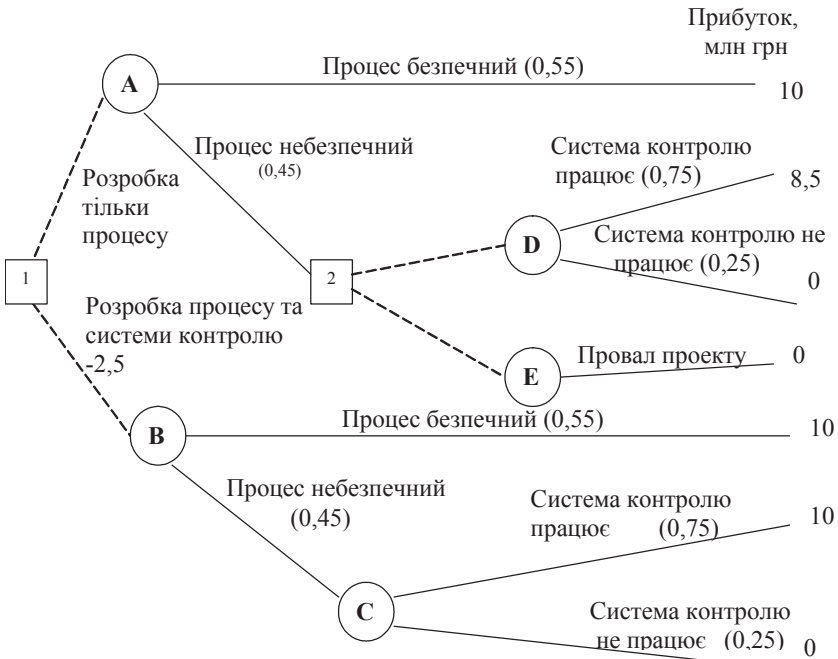 Прибуток,
млн грн
A
Процес безпечний (0,55)
10
Процес небезпечний
(0,45)
Система контролю
працює (0,75)
8,5
Розробка
тільки
процесу
D
Система контролю не
працює (0,25)
0
1
2
Розробка процесу та
системи контролю
-2,5
E
Провал проекту
0
B
Процес безпечний (0,55)
10
Процес небезпечний
(0,45)
Система контролю
працює (0,75)
10
C
Система контролю
не працює (0,25)
0